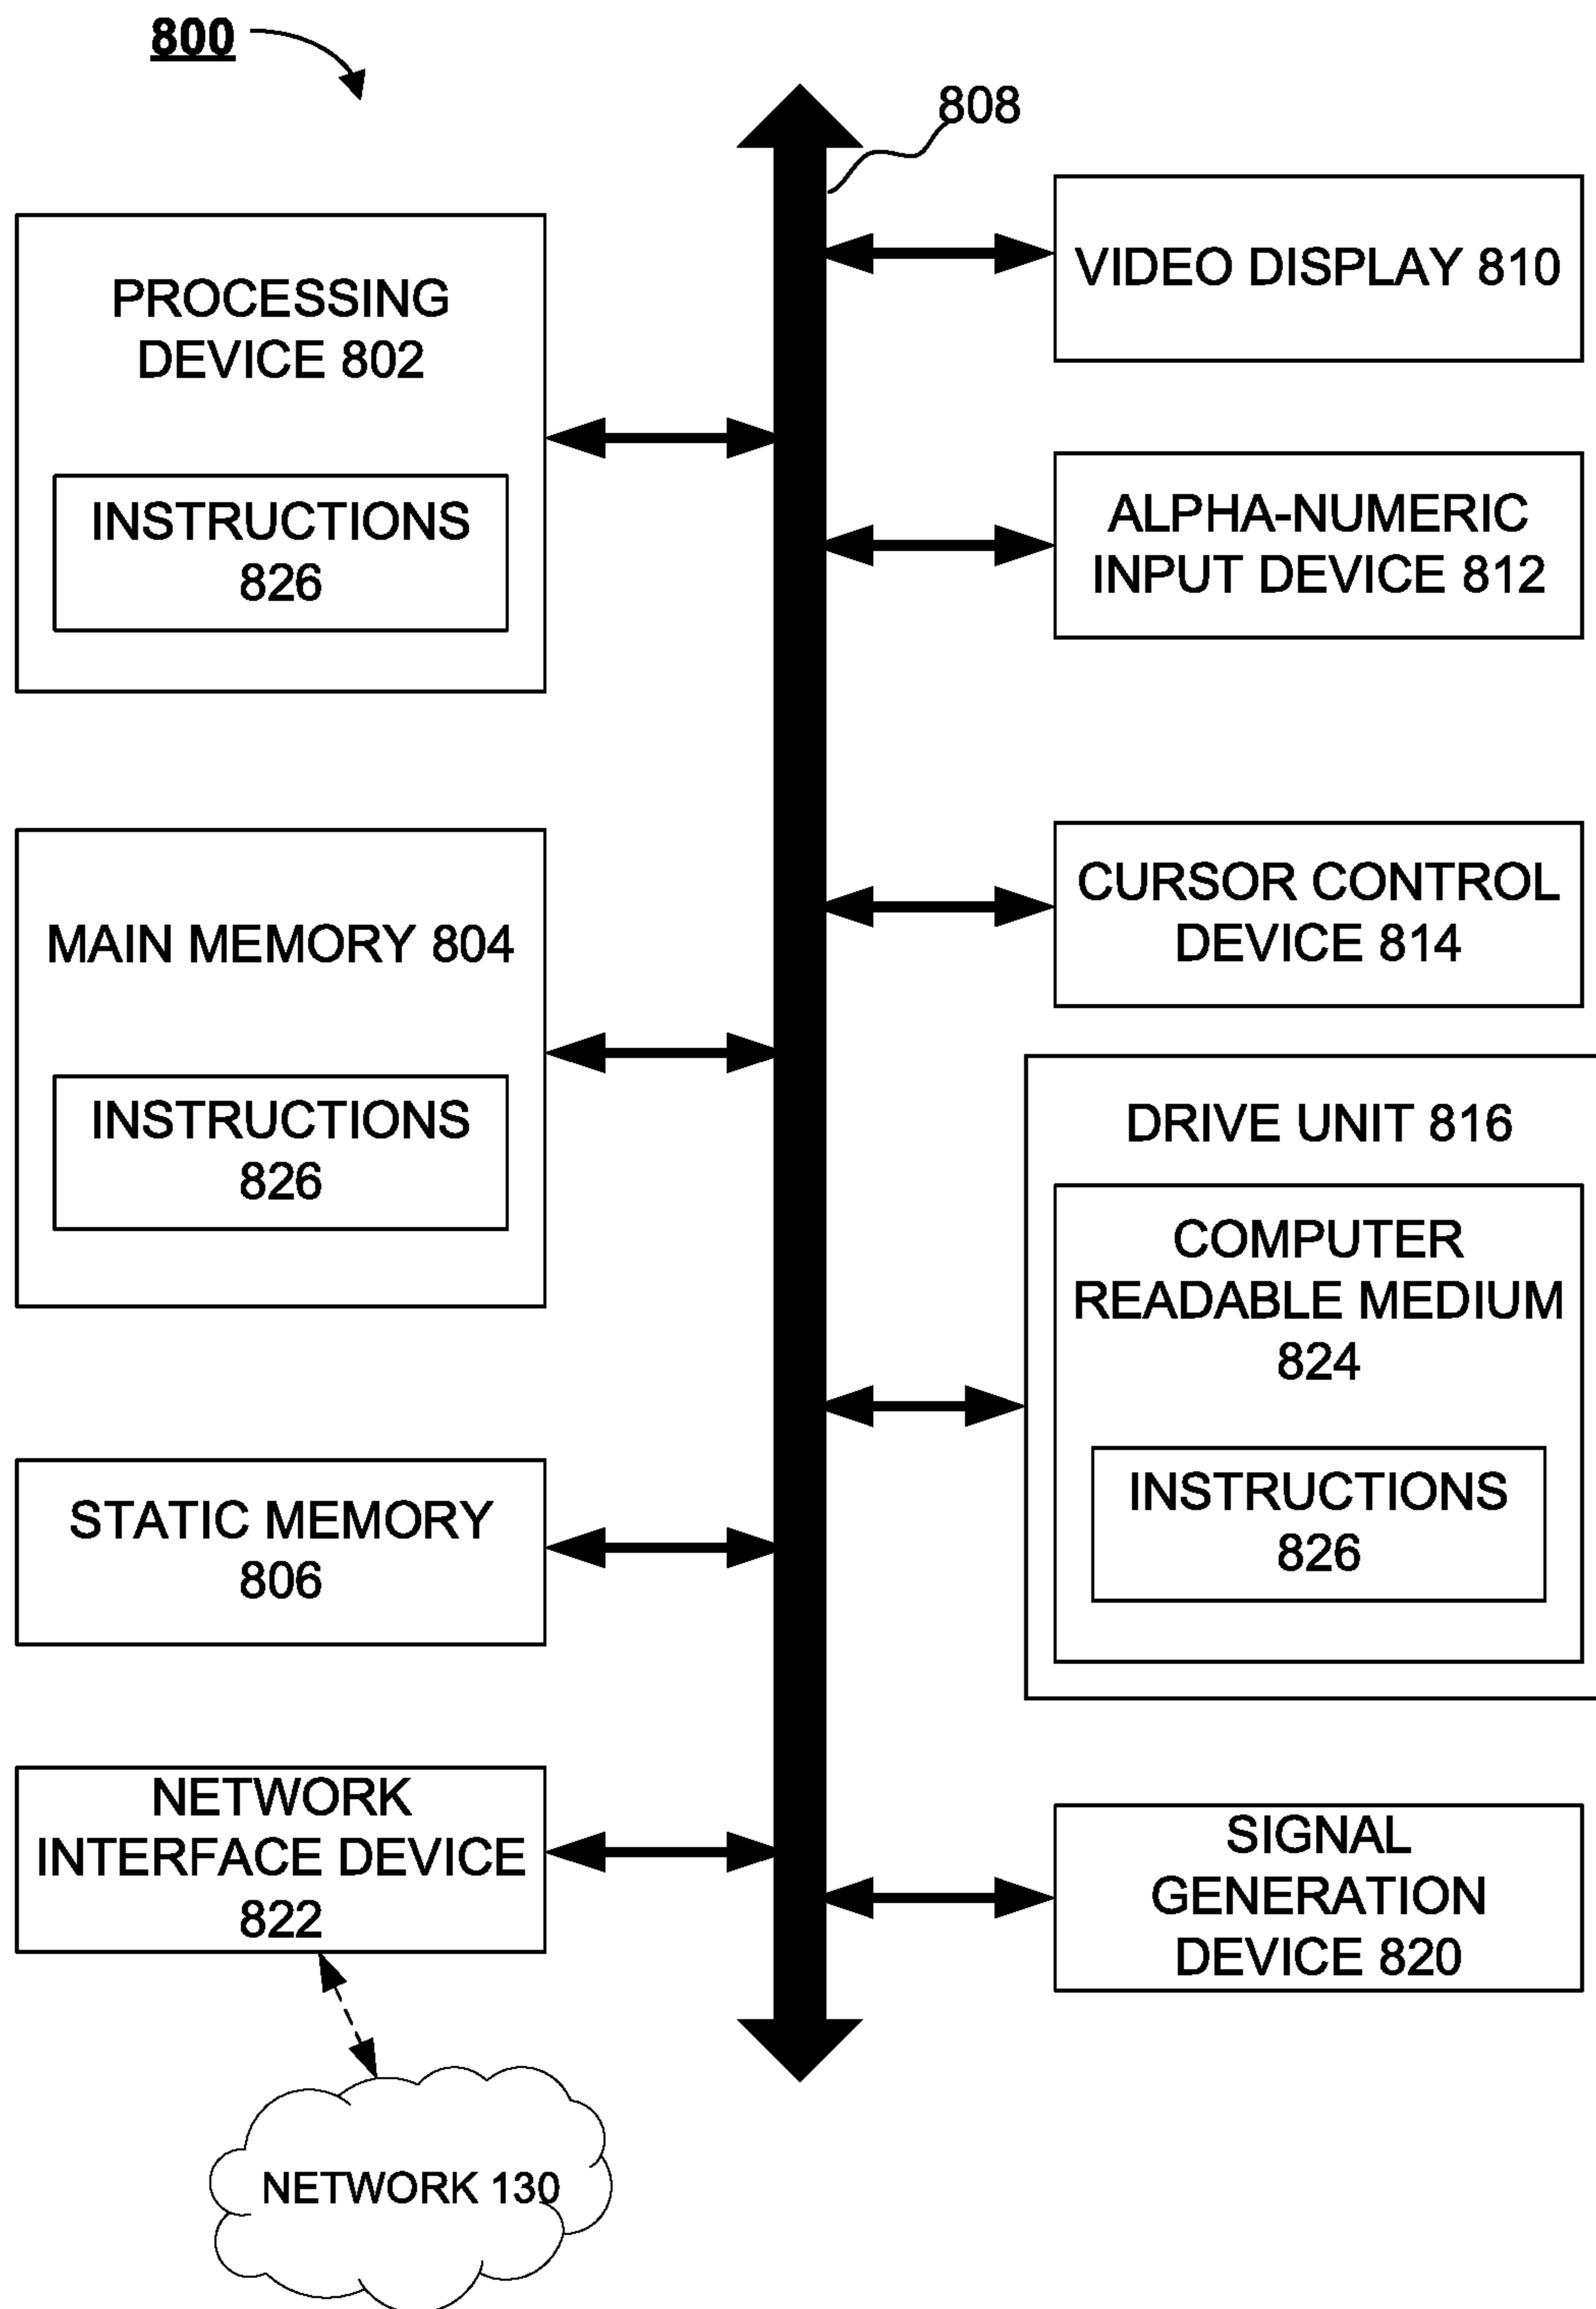 800
808
PROCESSING
DEVICE 802
INSTRUCTIONS
826
MAIN MEMORY 804
INSTRUCTIONS
826
STATIC MEMORY
806
NETWORK
INTERFACE DEVICE
822
NETWORK 130
VIDEO DISPLAY 810
ALPHA-NUMERIC
INPUT DEVICE 812
CURSOR CONTROL
DEVICE 814
DRIVE UNIT 816
COMPUTER
READABLE MEDIUM
824
INSTRUCTIONS
826
SIGNAL
GENERATION
DEVICE 820